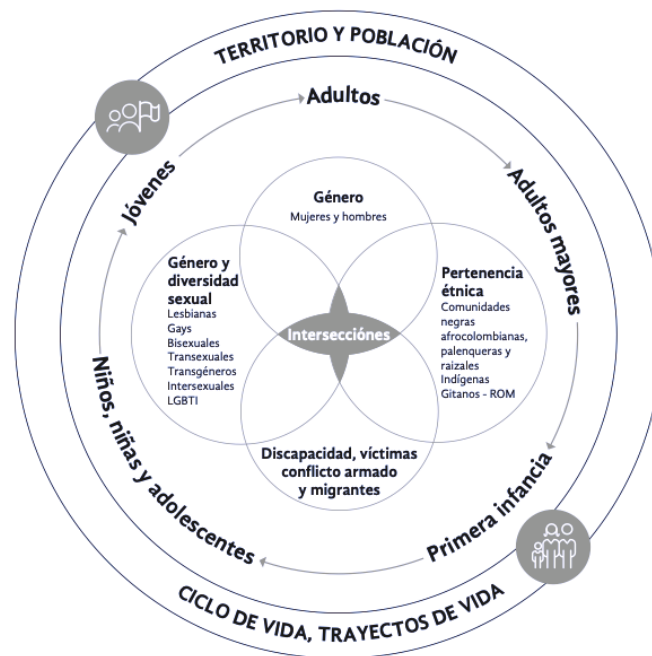 TERRITORIO Y POBLACIÓN
Adultos
Jóvenes
Adultos mayores
Género
Mujeres y hombres
Género y
diversidad
sexual
Lesbianas
Gays
Bisexuales
Transexuales
Transgéneros
Intersexuales
LGBTI
Intersecciónes
Pertenencia
étnica
Comunidades
negras
afrocolombianas,
palenqueras y
raizales
Indígenas
Gitanos - ROM
Discapacidad, víctimas
conflicto armado
y migrantes
Niños, niñas y adolescentes
Primera infancia
CICLO DE VIDA, TRAYECTOS DE VIDA